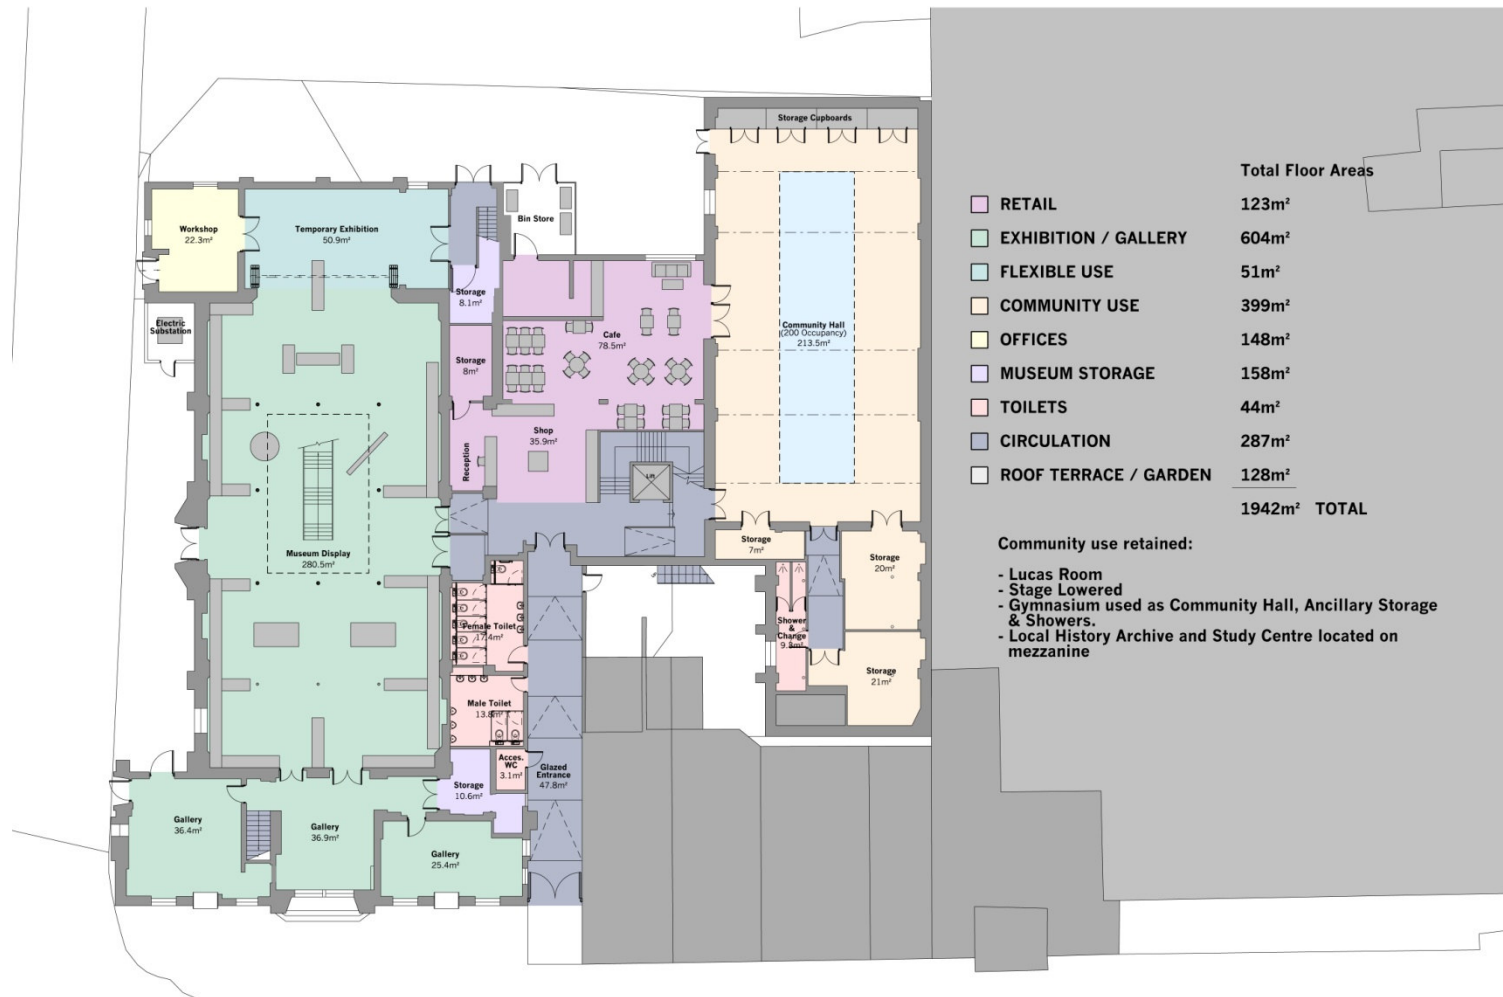 Storage Cupboards
Total Floor Areas
RETAIL 123m²
EXHIBITION / GALLERY 604m²
FLEXIBLE USE 51m²
COMMUNITY USE 399m²
OFFICES 148m²
MUSEUM STORAGE 158m²
TOILETS 44m²
CIRCULATION 287m²
ROOF TERRACE / GARDEN 128m²
1942m² TOTAL
Community use retained:
- Lucas Room
- Stage Lowered
- Gymnasium used as Community Hall, Ancillary Storage
& Showers.
- Local History Archive and Study Centre located on
mezzanine
Workshop
22.3m²
Temporary Exhibition
50.9m²
Bin Store
Storage
8.1m²
Electric
Substation
Cafe
78.5m²
Community Hall
(200 Occupancy)
213.5m²
Storage
8m²
Shop
35.9m²
Reception
Lift
Museum Display
280.5m²
Storage
7m²
Storage
20m²
Female Toilet
17.4m²
Shower
&
Change
9.3m²
Storage
21m²
Male Toilet
13.8m²
Acces.
WC
3.1m²
Glazed
Entrance
47.8m²
Storage
10.6m²
Gallery
36.4m²
Gallery
36.9m²
Gallery
25.4m²